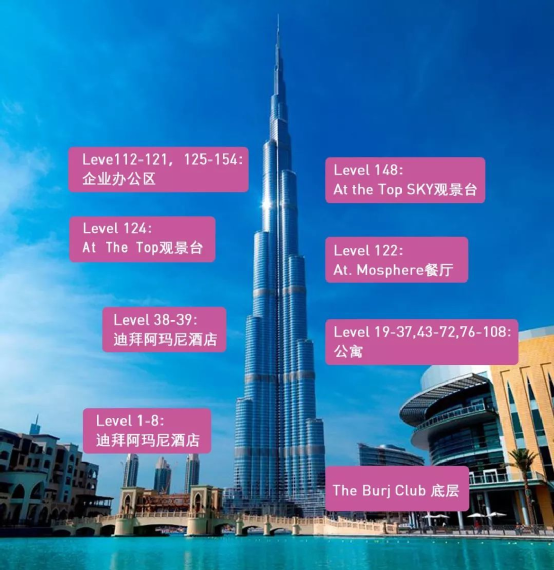 Leve112-121，125-154:
企业办公区
Level 148:
At the Top SKY观景台
Level 124:
At The Top观景台
Level 122:
At. Mosphere餐厅
Level 38-39:
迪拜阿玛尼酒店
Level 19-37,43-72,76-108:
公寓
Level 1-8:
迪拜阿玛尼酒店
The Burj Club 底层